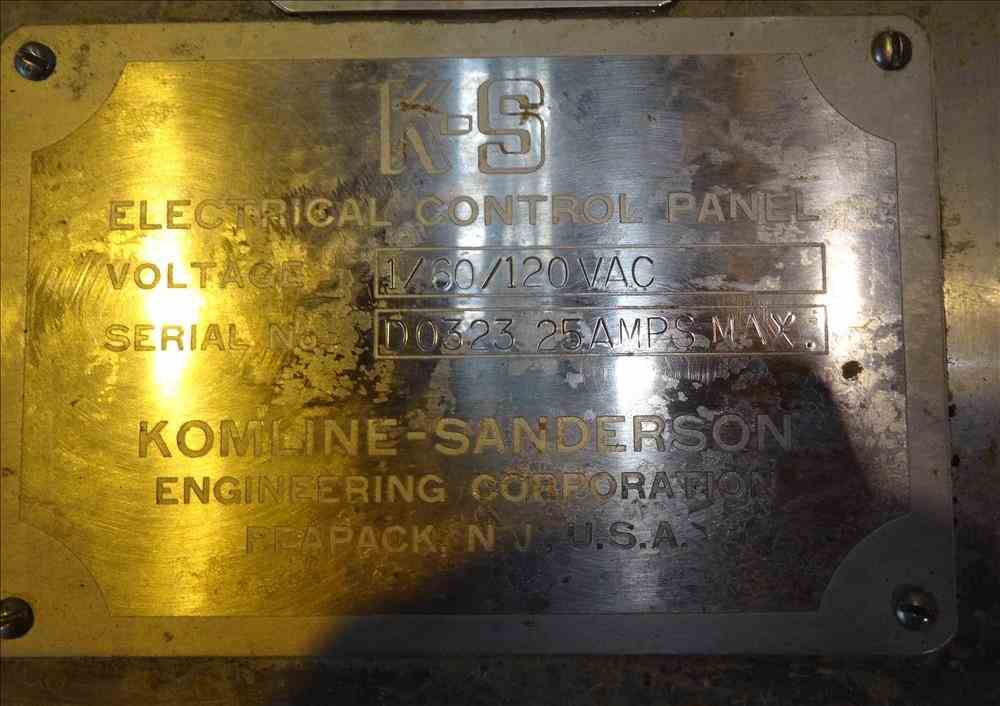 K-S
ELECTRICAL CONTROL PANEL
VOLTAGE 1/60/120 VAC
SERIAL No. D0323 25 AMPS MAX.
KOMLINE-SANDERSON
ENGINEERING CORPORATION
PEAPACK, N.J., U.S.A.